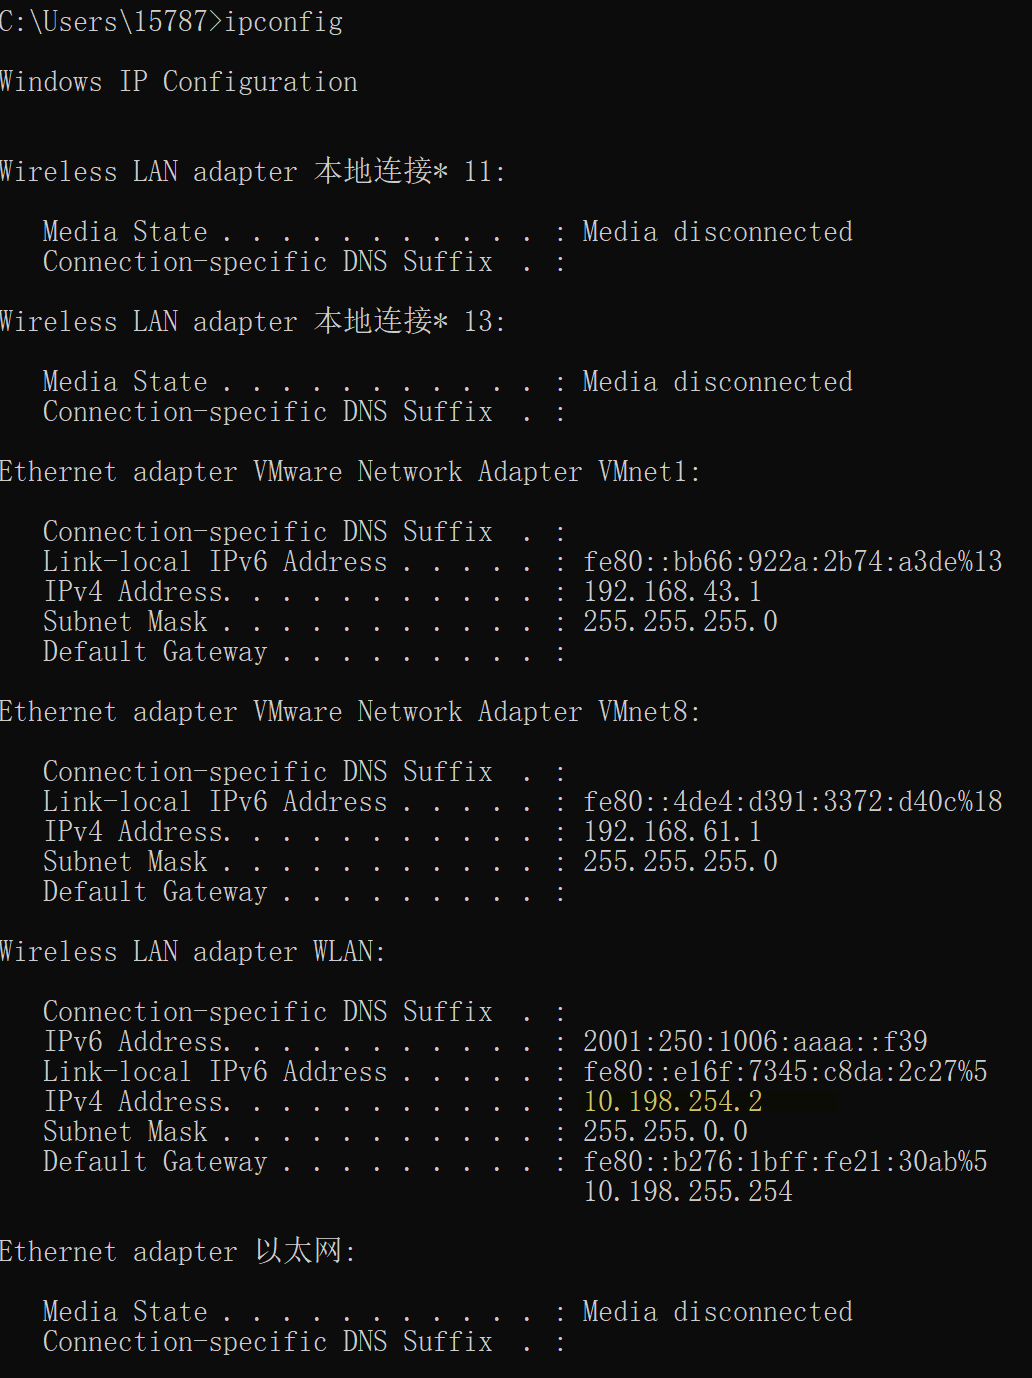 C:\Users\15787>ipconfig
Windows IP Configuration
Wireless LAN adapter 本地连接* 11:
Media State . . . . . . . . . . . : Media disconnected
Connection-specific DNS Suffix  . :
Wireless LAN adapter 本地连接* 13:
Media State . . . . . . . . . . . : Media disconnected
Connection-specific DNS Suffix  . :
Ethernet adapter VMware Network Adapter VMnet1:
Connection-specific DNS Suffix  . :
Link-local IPv6 Address . . . . . : fe80::bb66:922a:2b74:a3de%13
IPv4 Address. . . . . . . . . . . : 192.168.43.1
Subnet Mask . . . . . . . . . . . : 255.255.255.0
Default Gateway . . . . . . . . . :
Ethernet adapter VMware Network Adapter VMnet8:
Connection-specific DNS Suffix  . :
Link-local IPv6 Address . . . . . : fe80::4de4:d391:3372:d40c%18
IPv4 Address. . . . . . . . . . . : 192.168.61.1
Subnet Mask . . . . . . . . . . . : 255.255.255.0
Default Gateway . . . . . . . . . :
Wireless LAN adapter WLAN:
Connection-specific DNS Suffix  . :
IPv6 Address. . . . . . . . . . . : 2001:250:1006:aaaa::f39
Link-local IPv6 Address . . . . . : fe80::e16f:7345:c8da:2c27%5
IPv4 Address. . . . . . . . . . . : 10.198.254.2
Subnet Mask . . . . . . . . . . . : 255.255.0.0
Default Gateway . . . . . . . . . : fe80::b276:1bff:fe21:30ab%5
10.198.255.254
Ethernet adapter 以太网:
Media State . . . . . . . . . . . : Media disconnected
Connection-specific DNS Suffix  . :